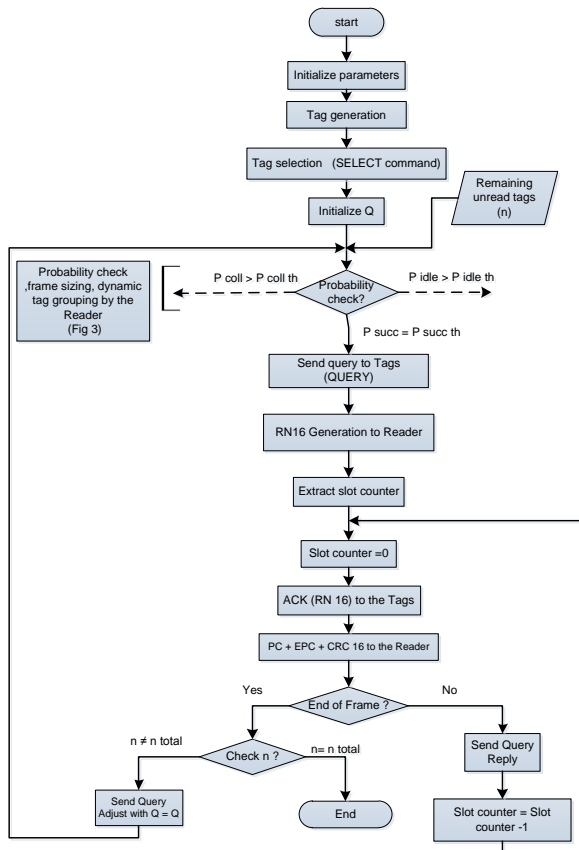 start
Initialize parameters
Tag generation
Tag selection (SELECT command)
Initialize Q
Remaining
unread tags
(n)
Probability check
,frame sizing, dynamic
tag grouping by the
Reader
(Fig 3)
P coll > P coll th
Probability
check?
P idle > P idle th
P succ = P succ th
Send query to Tags
(QUERY)
RN16 Generation to Reader
Extract slot counter
Slot counter =0
ACK (RN 16) to the Tags
PC + EPC + CRC 16 to the Reader
Yes
End of Frame ?
No
n ≠ n total
Check n ?
n= n total
Send Query
Reply
Send Query
Adjust with Q = Q
End
Slot counter = Slot
counter -1